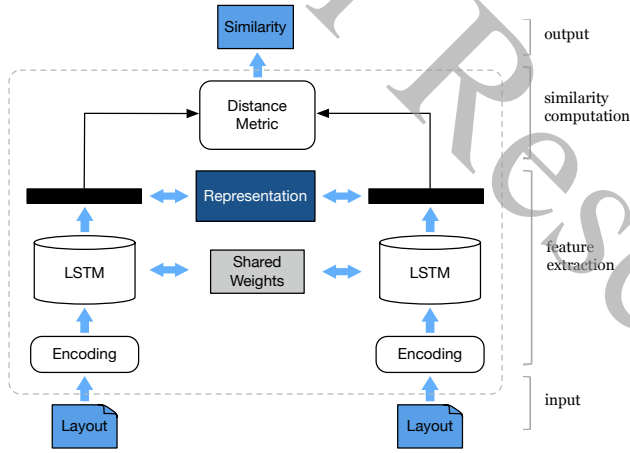 Similarity
output
Distance
Metric
similarity
computation
Representation
LSTM
Shared
Weights
LSTM
feature
extraction
Encoding
Encoding
Layout
Layout
input